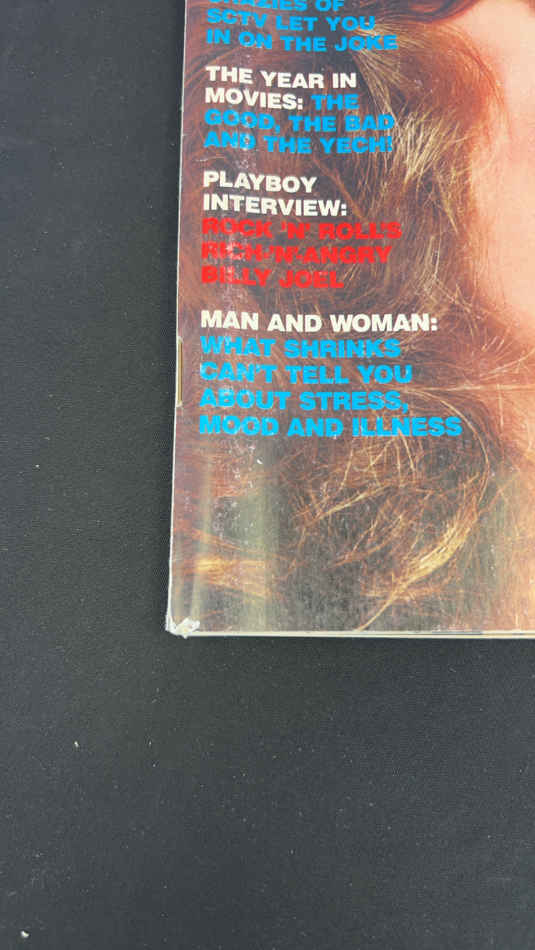 CRAZIES OF
SCTV LET YOU
IN ON THE JOKE
THE YEAR IN
MOVIES: THE
GOOD, THE BAD
AND THE YECH!
PLAYBOY
INTERVIEW:
ROCK 'N' ROLL'S
RICH-'N'-ANGRY
BILLY JOEL
MAN AND WOMAN:
WHAT SHRINKS
CAN'T TELL YOU
ABOUT STRESS,
MOOD AND ILLNESS